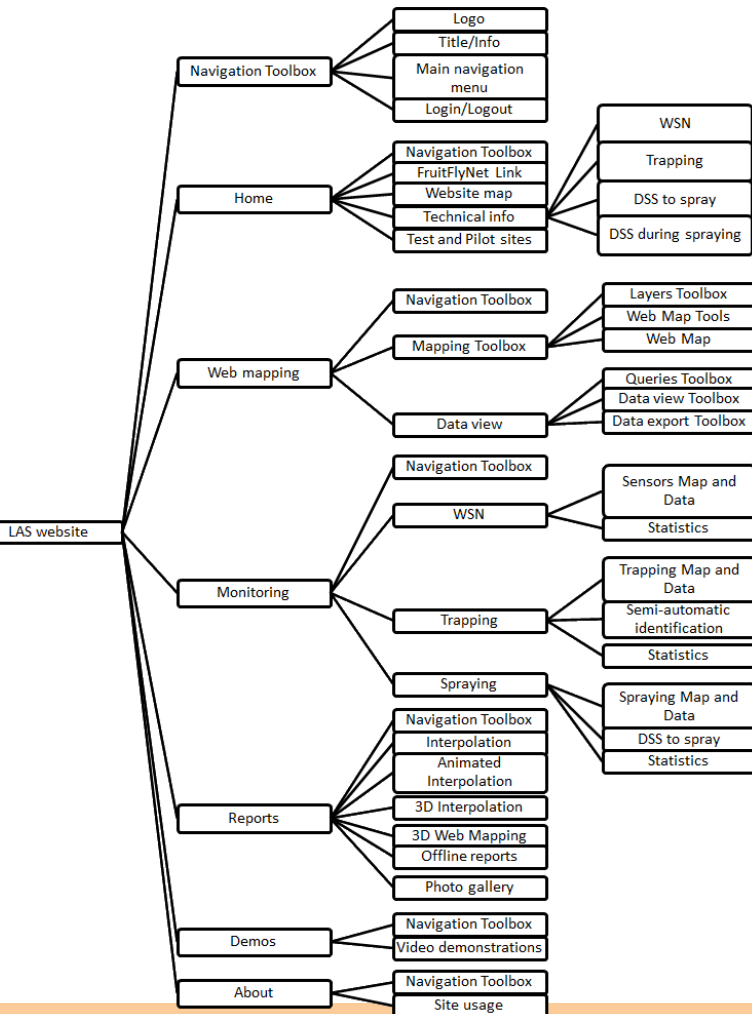 LAS website
Navigation Toolbox
Logo
Title/Info
Main navigation
menu
Login/Logout
Home
Navigation Toolbox
FruitFlyNet Link
Website map
Technical info
WSN
Trapping
DSS to spray
DSS during spraying
Test and Pilot sites
Web mapping
Navigation Toolbox
Mapping Toolbox
Layers Toolbox
Web Map Tools
Web Map
Data view
Queries Toolbox
Data view Toolbox
Data export Toolbox
Monitoring
Navigation Toolbox
WSN
Sensors Map and
Data
Statistics
Trapping
Trapping Map and
Data
Semi-automatic
identification
Statistics
Spraying
Spraying Map and
Data
DSS to spray
Statistics
Reports
Navigation Toolbox
Interpolation
Animated
Interpolation
3D Interpolation
3D Web Mapping
Offline reports
Photo gallery
Demos
Navigation Toolbox
Video demonstrations
About
Navigation Toolbox
Site usage